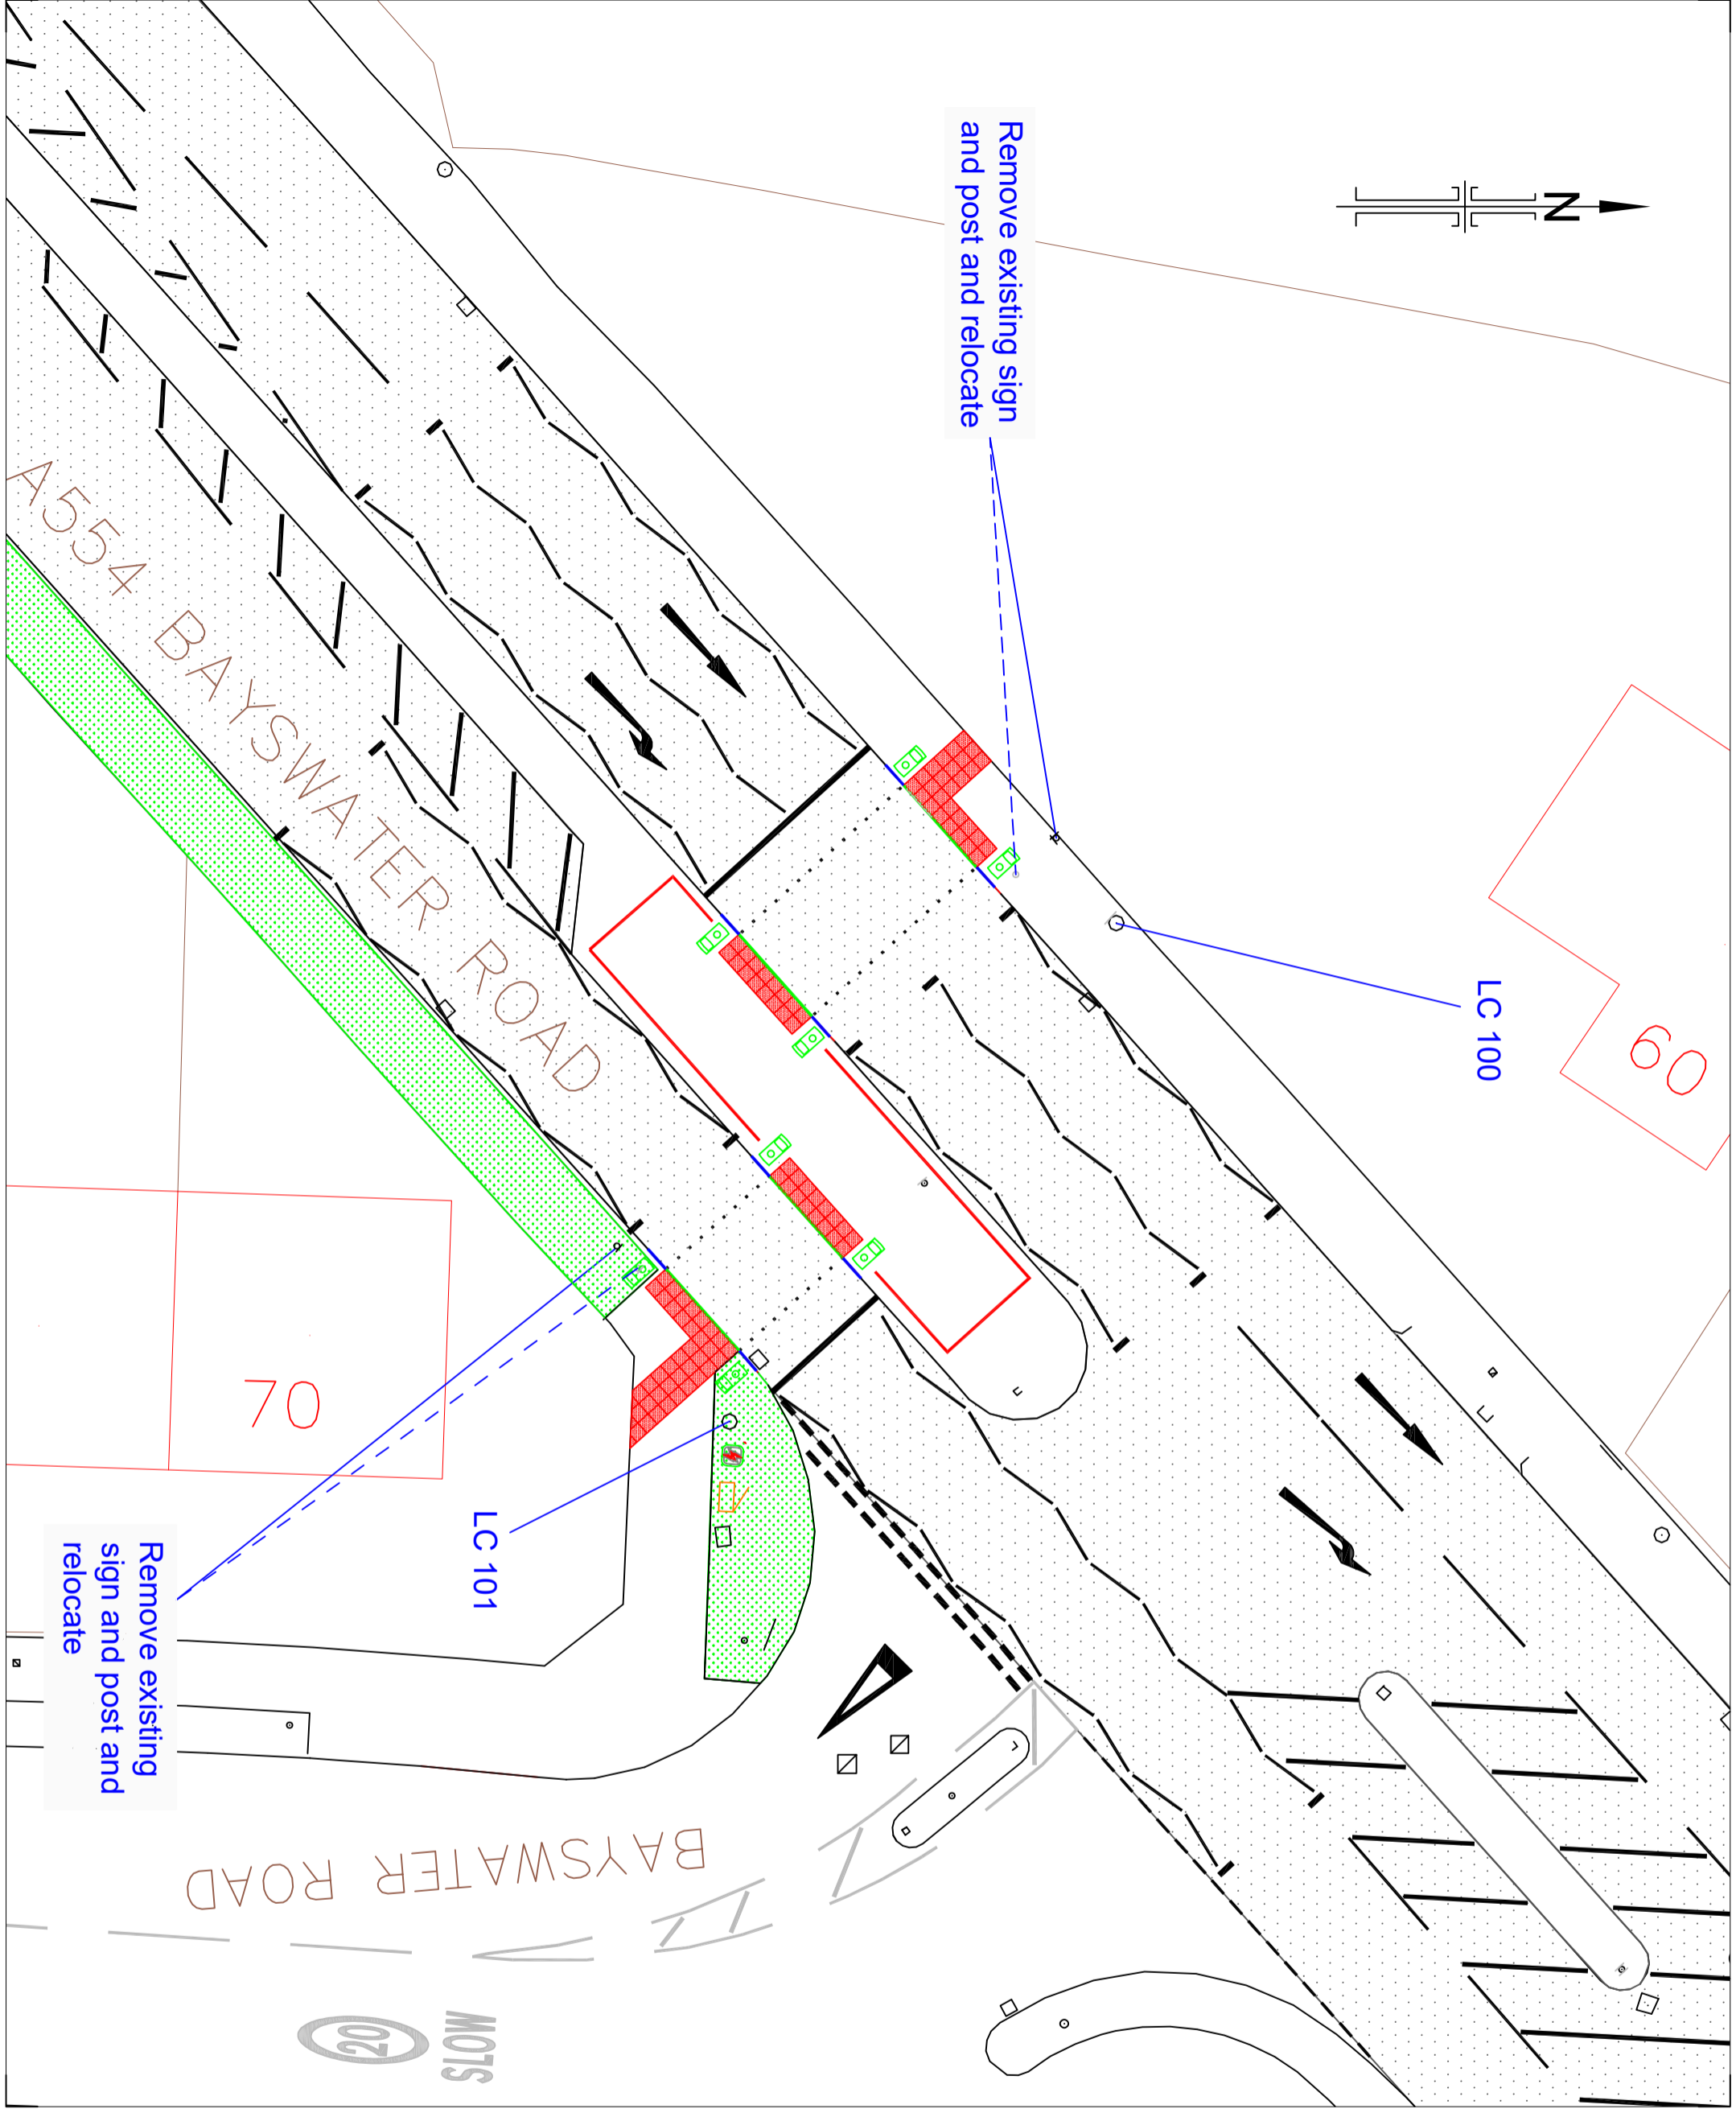 N
Remove existing sign
and post and relocate
60
LC 100
A554 BAYSWATER ROAD
70
LC 101
Remove existing
sign and post and
relocate
BAYSWATER ROAD
SLOW
20